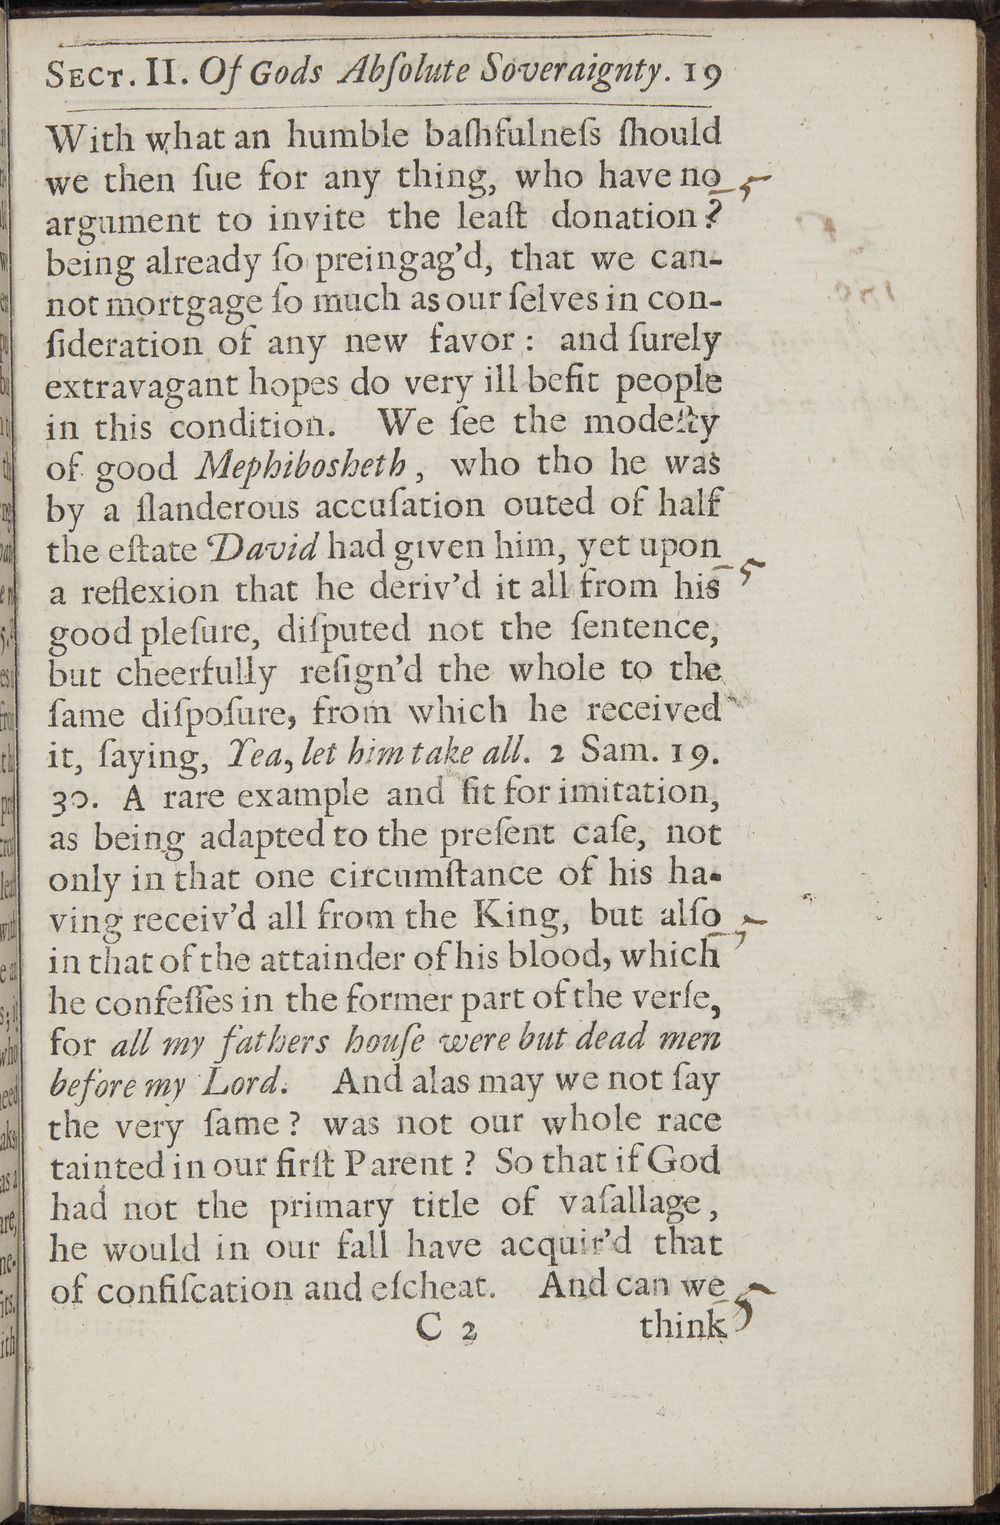 SECT. II. Of Gods Abſolute Soveraignty. 19
With what an humble baſhfulneſs ſhould
we then ſue for any thing, who have no
argument to invite the leaſt donation?
being already ſo preingag’d, that we can-
not mortgage ſo much as our ſelves in con-
ſideration of any new favor : and ſurely
extravagant hopes do very ill befit people
in this condition. We ſee the modeſty
of good Mephibosheth, who tho he was
by a ſlanderous accuſation outed of half
the eſtate David had given him, yet upon
a reflexion that he deriv’d it all from his
good pleſure, diſputed not the ſentence,
but cheerfully reſign’d the whole to the
ſame diſpoſure, from which he received
it, ſaying, Yea, let him take all. 2 Sam. 19.
30. A rare example and fit for imitation,
as being adapted to the preſent caſe, not
only in that one circumſtance of his ha-
ving receiv’d all from the King, but alſo
in that of the attainder of his blood, which
he confeſſes in the former part of the verſe,
for all my fathers houſe were but dead men
before my Lord. And alas may we not ſay
the very ſame ? was not our whole race
tainted in our firſt Parent ? So that if God
had not the primary title of vaſallage,
he would in our fall have acquir’d that
of confiſcation and eſcheat. And can we
C 2 think